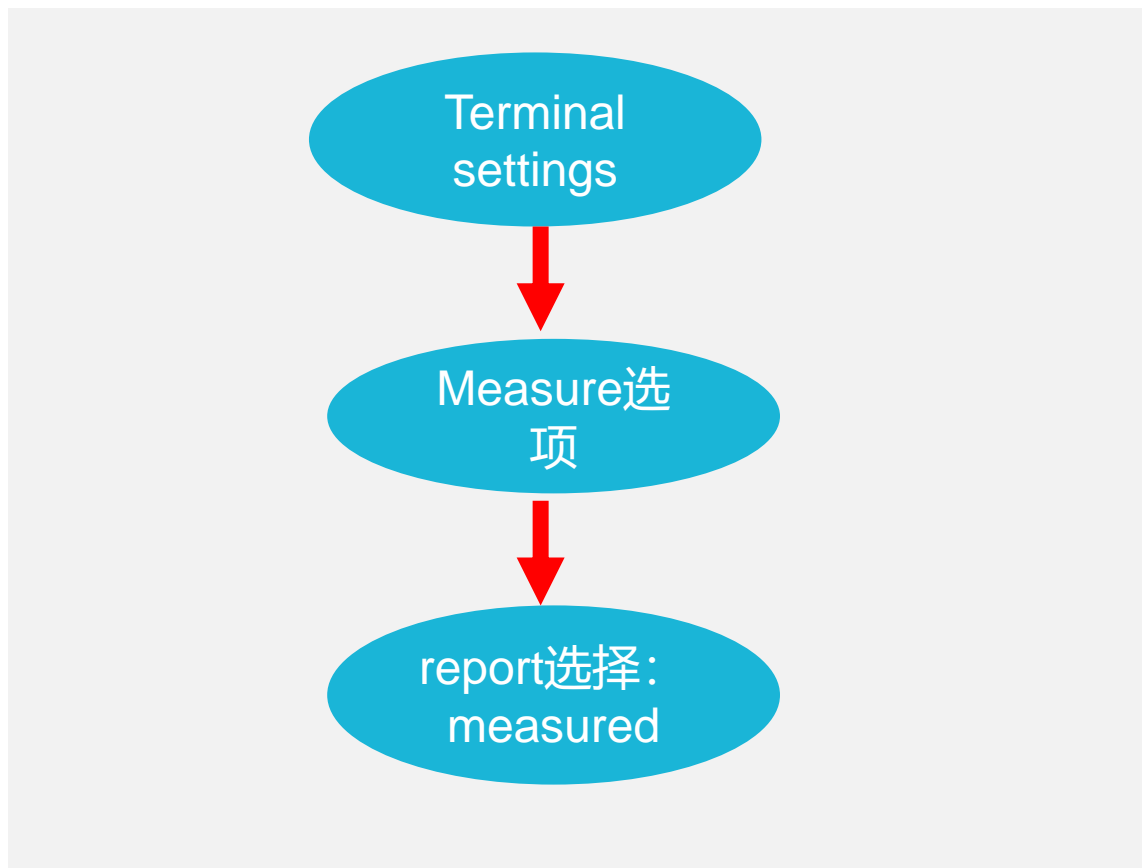 Terminal
settings
Measure选
项
report选择：
measured